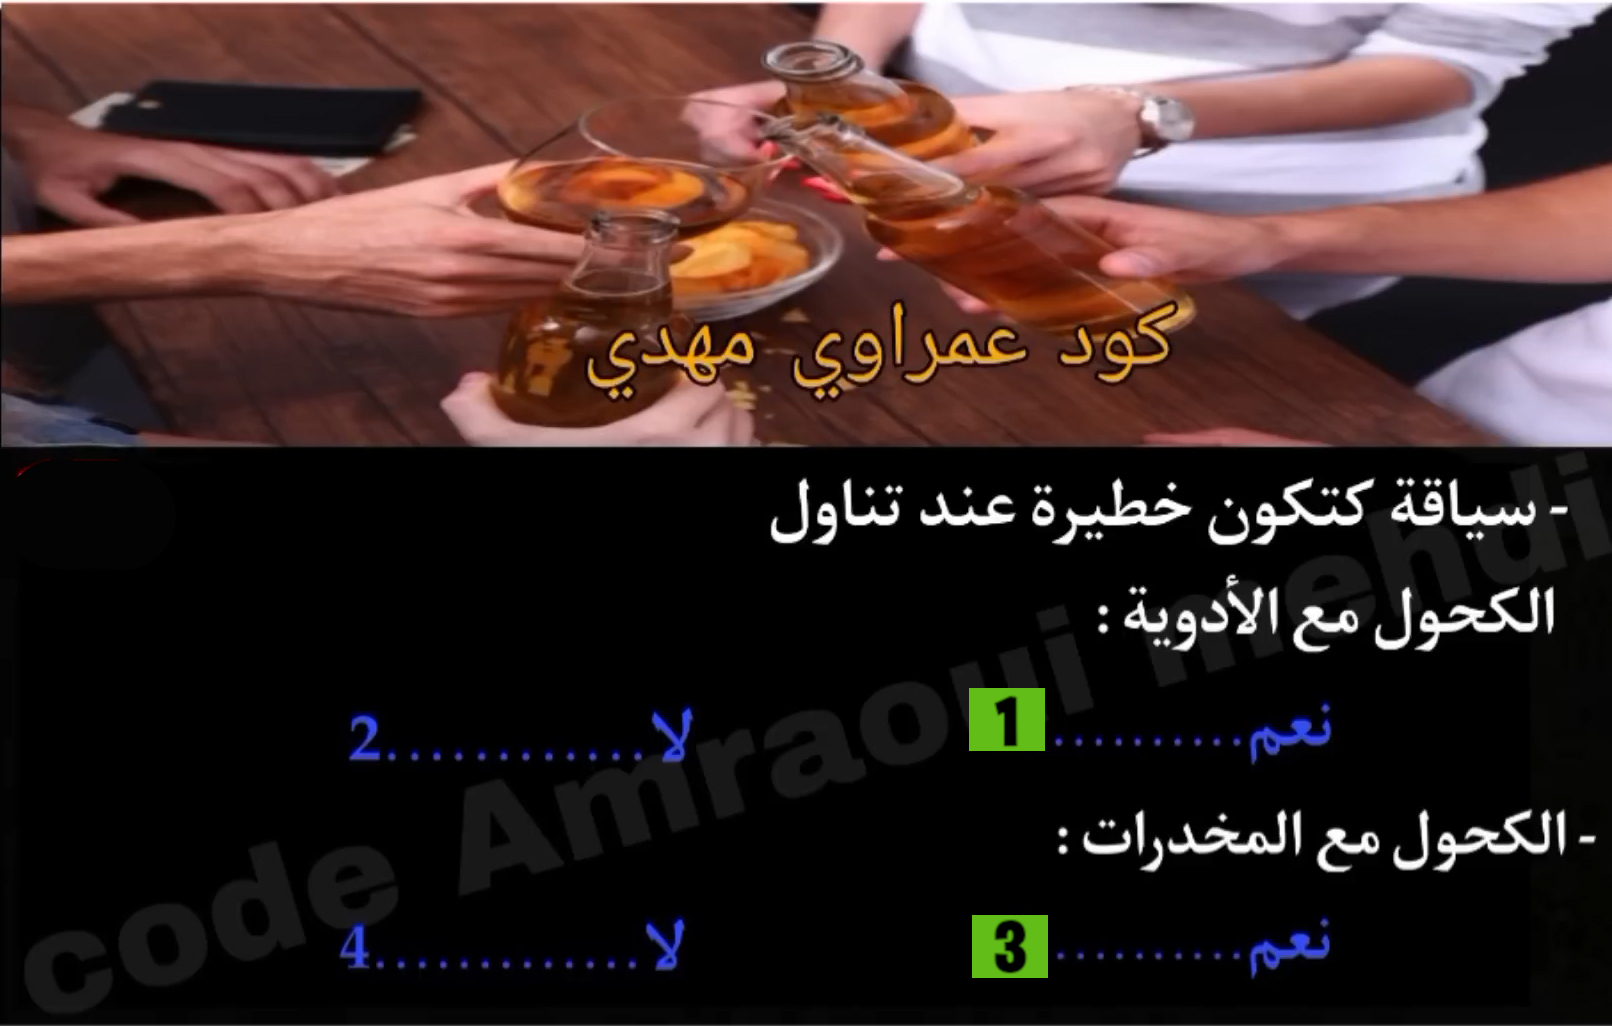 كود عمراوي مهدي
- سياقة كتكون خطيرة عند تناول
الكحول مع الأدوية :
نعم..........1 لا.............2
- الكحول مع المخدرات :
نعم..........3 لا.............4
code Amraoui mehdi